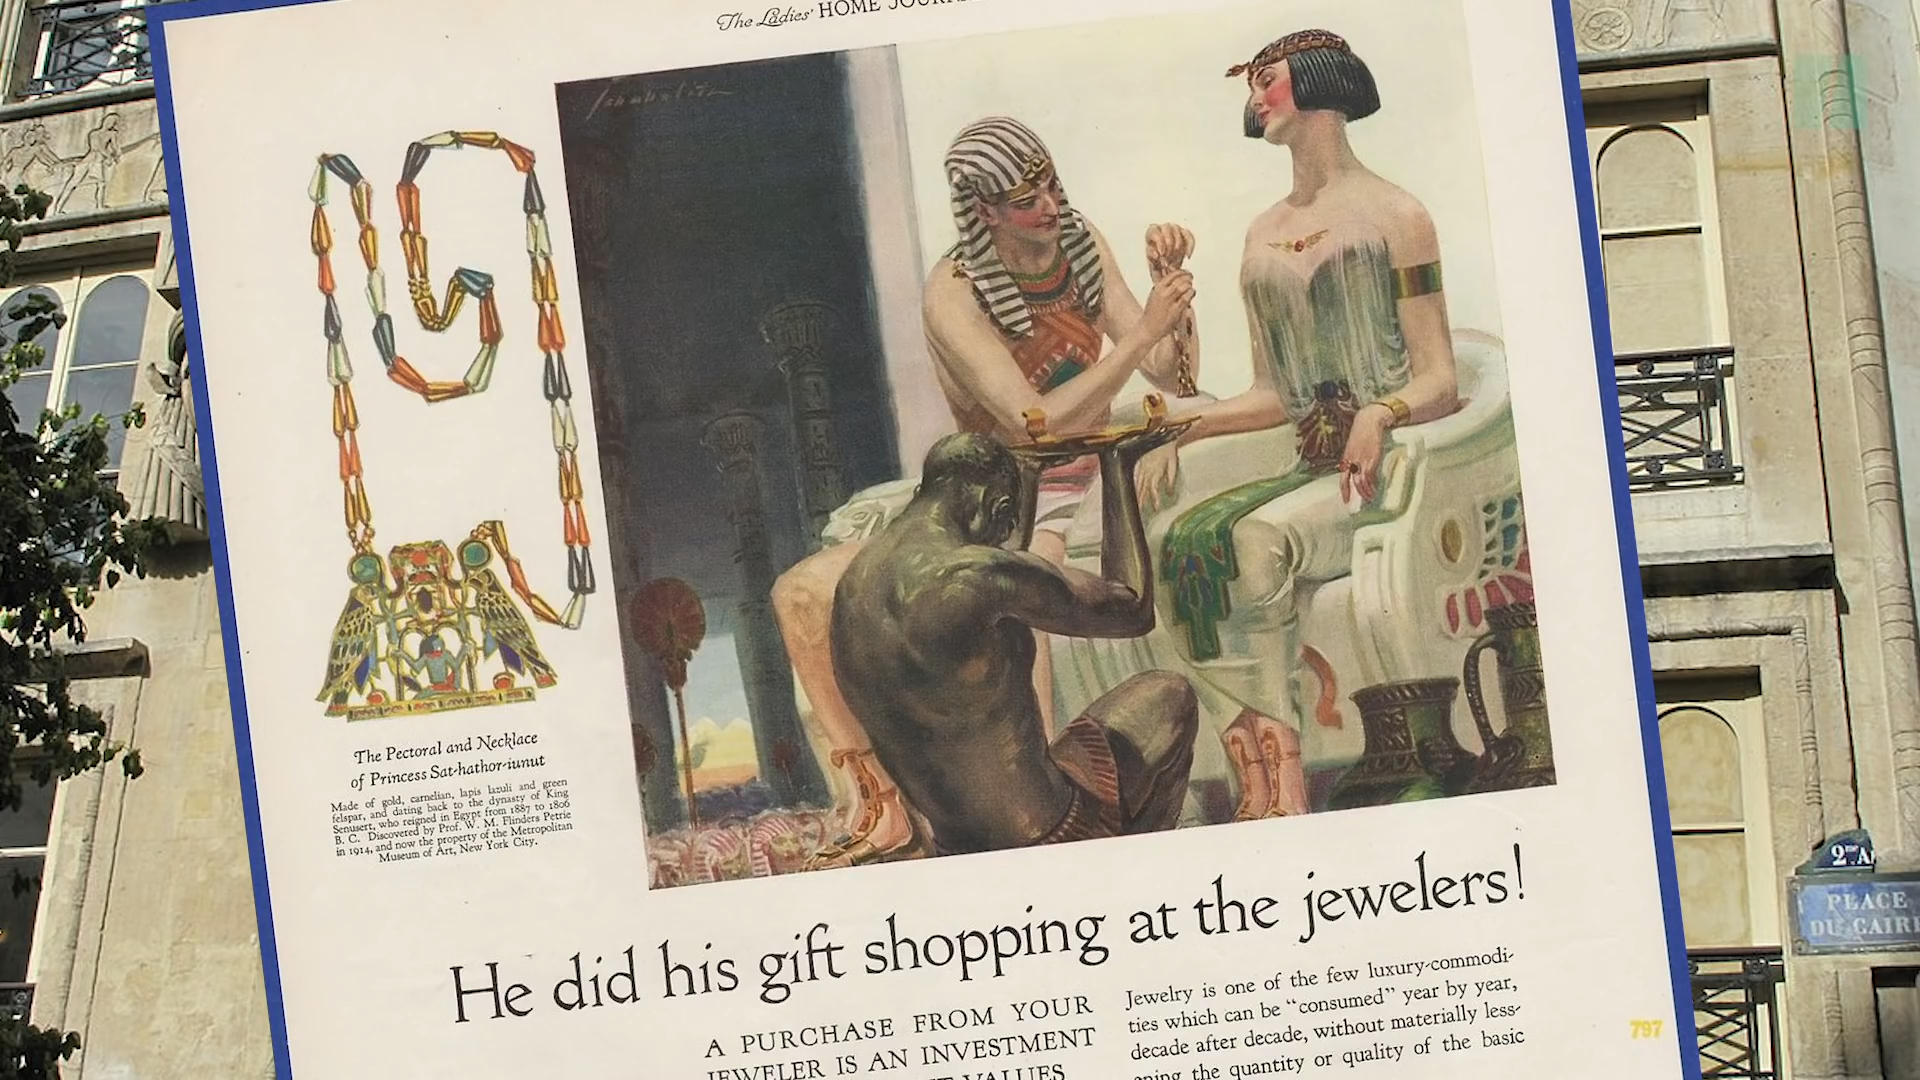 The Ladies' HOME
The Pectoral and Necklace
of Princess Sat-hathor-iunut
Made of gold, carnelian, lapis lazuli and green
felspar, and dating back to the dynasty of King
Senusert, who reigned in Egypt from 1887 to 1806
B. C. Discovered by Prof. W. M. Flinders Petrie
in 1914, and now the property of the Metropolitan
Museum of Art, New York City.
He did his gift shopping at the jewelers!
A PURCHASE FROM YOUR
JEWELER IS AN INVESTMENT
VALUES
Jewelry is one of the few luxury-commodi-
ties which can be "consumed" year by year,
decade after decade, without materially less-
ening the quantity or quality of the basic
797
PLACE
DU CAIRE